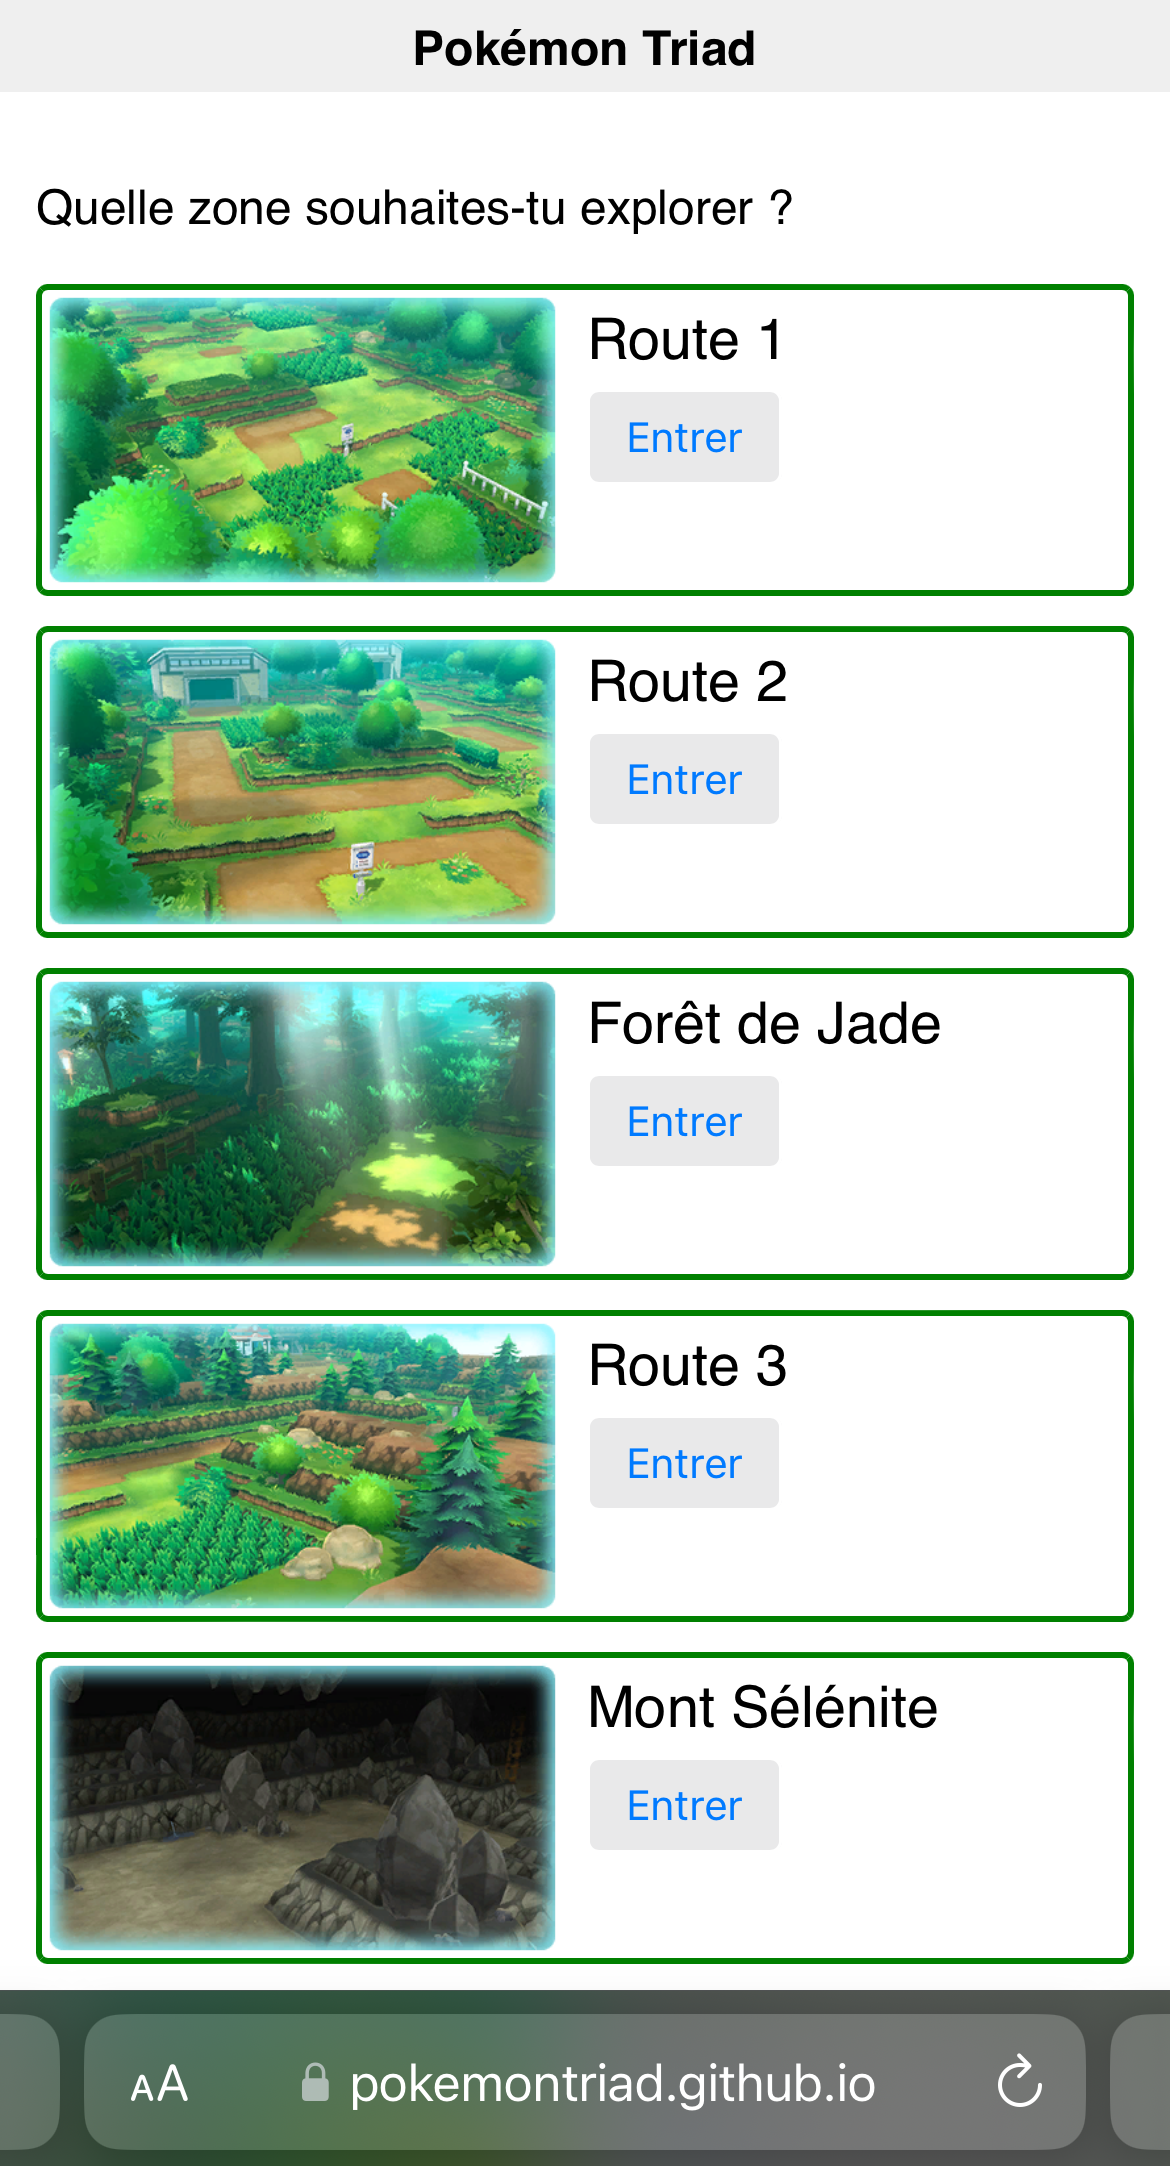 Pokémon Triad
Quelle zone souhaites-tu explorer ?
Route 1
Entrer
Route 2
Entrer
Forêt de Jade
Entrer
Route 3
Entrer
Mont Sélénite
Entrer
AA
pokemontriad.github.io